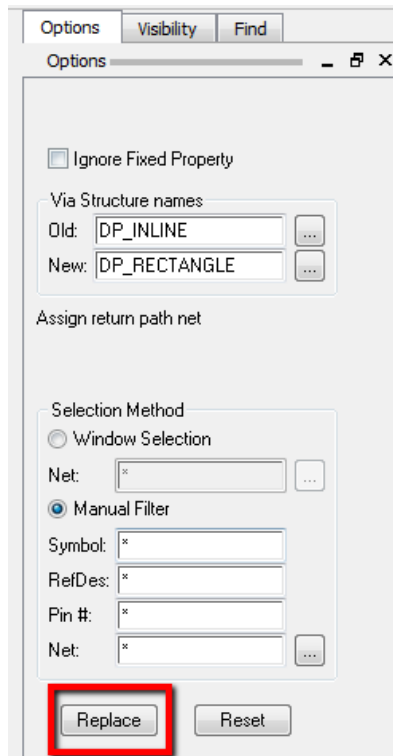 Options Visibility Find
Options
Ignore Fixed Property
Via Structure names
Old: DP_INLINE ...
New: DP_RECTANGLE ...
Assign return path net
Selection Method
Window Selection
Net: * ...
Manual Filter
Symbol: *
RefDes: *
Pin #: *
Net: * ...
Replace Reset